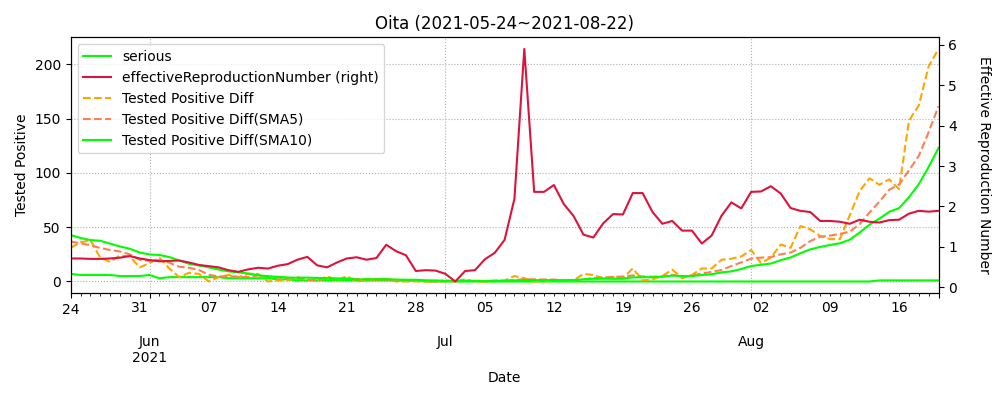 Oita (2021-05-24~2021-08-22)
serious
effectiveReproductionNumber (right)
Tested Positive Diff
Tested Positive Diff(SMA5)
Tested Positive Diff(SMA10)
Tested Positive
200
150
100
50
0
Effective Reproduction Number
6
5
4
3
2
1
0
24 31 07 14 21 28 05 12 19 26 02 09 16
Jun Jul Aug
2021
Date